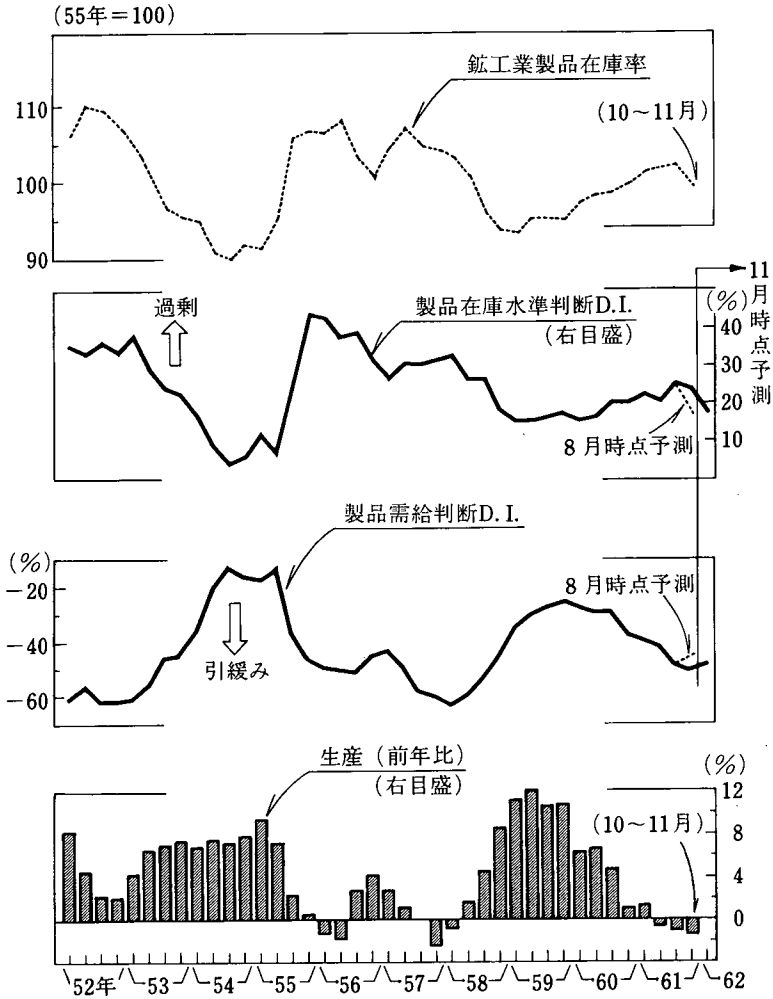 (55年＝100)
鉱工業製品在庫率
(10〜11月)
110
100
90
11月時点予測
過剰
製品在庫水準判断D.I.
(右目盛)
(%)
40
30
20
10
8月時点予測
製品需給判断D.I.
(%)
−20
−40
−60
引緩み
8月時点予測
生産（前年比）
(右目盛)
(%)
(10〜11月)
12
8
4
0
52年 53 54 55 56 57 58 59 60 61 62